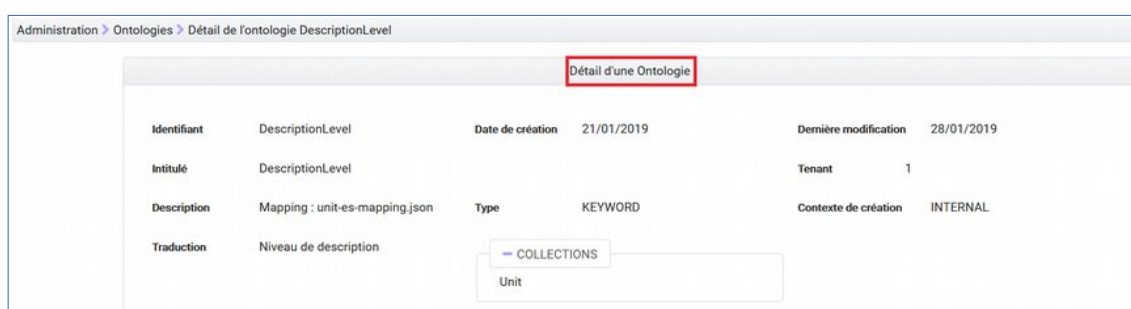 Administration > Ontologies > Détail de l'ontologie DescriptionLevel
Détail d'une Ontologie
Identifiant DescriptionLevel Date de création 21/01/2019 Dernière modification 28/01/2019
Intitulé DescriptionLevel Tenant 1
Description Mapping : unit-es-mapping.json Type KEYWORD Contexte de création INTERNAL
Traduction Niveau de description
COLLECTIONS
Unit